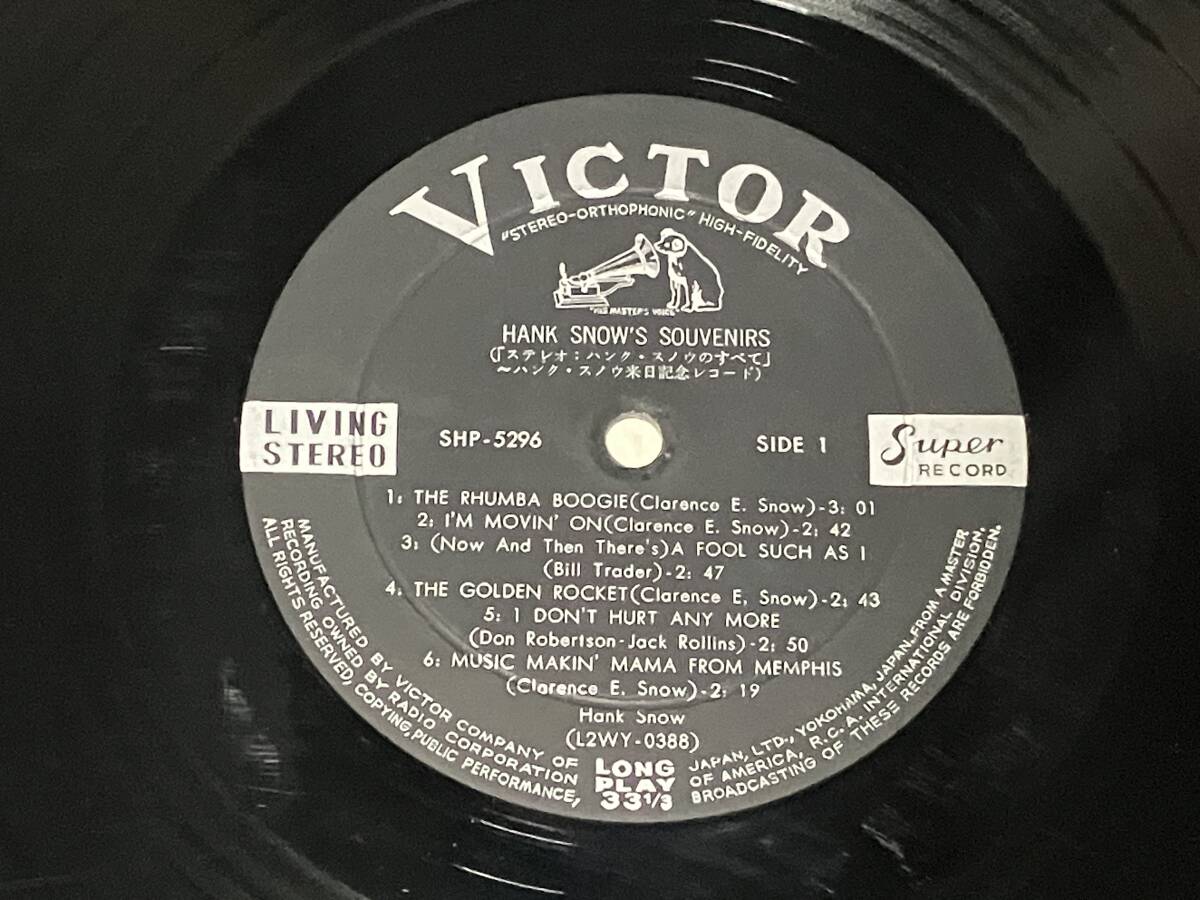 VICTOR
"STEREO-ORTHOPHONIC" HIGH-FIDELITY
"HIS MASTER'S VOICE"
HANK SNOW'S SOUVENIRS
(「ステレオ：ハンク・スノウのすべて」
～ハンク・スノウ来日記念レコード)
LIVING
STEREO
SHP-5296
SIDE 1
Super
RECORD
1: THE RHUMBA BOOGIE(Clarence E. Snow)-3: 01
2: I'M MOVIN' ON(Clarence E. Snow)-2: 42
3: (Now And Then There's)A FOOL SUCH AS I
(Bill Trader)-2: 47
4: THE GOLDEN ROCKET(Clarence E, Snow)-2: 43
5: I DON'T HURT ANY MORE
(Don Robertson-Jack Rollins)-2: 50
6: MUSIC MAKIN' MAMA FROM MEMPHIS
(Clarence E. Snow)-2: 19
Hank Snow
(L2WY-0388)
LONG
PLAY
33 1/3
MANUFACTURED BY VICTOR COMPANY OF JAPAN, LTD., YOKOHAMA, JAPAN. FROM A MASTER
RECORDING OWNED BY RADIO CORPORATION OF AMERICA, R.C.A. INTERNATIONAL DIVISION,
ALL RIGHTS RESERVED, COPYING, PUBLIC PERFORMANCE, BROADCASTING OF THESE RECORDS ARE FORBIDEN.